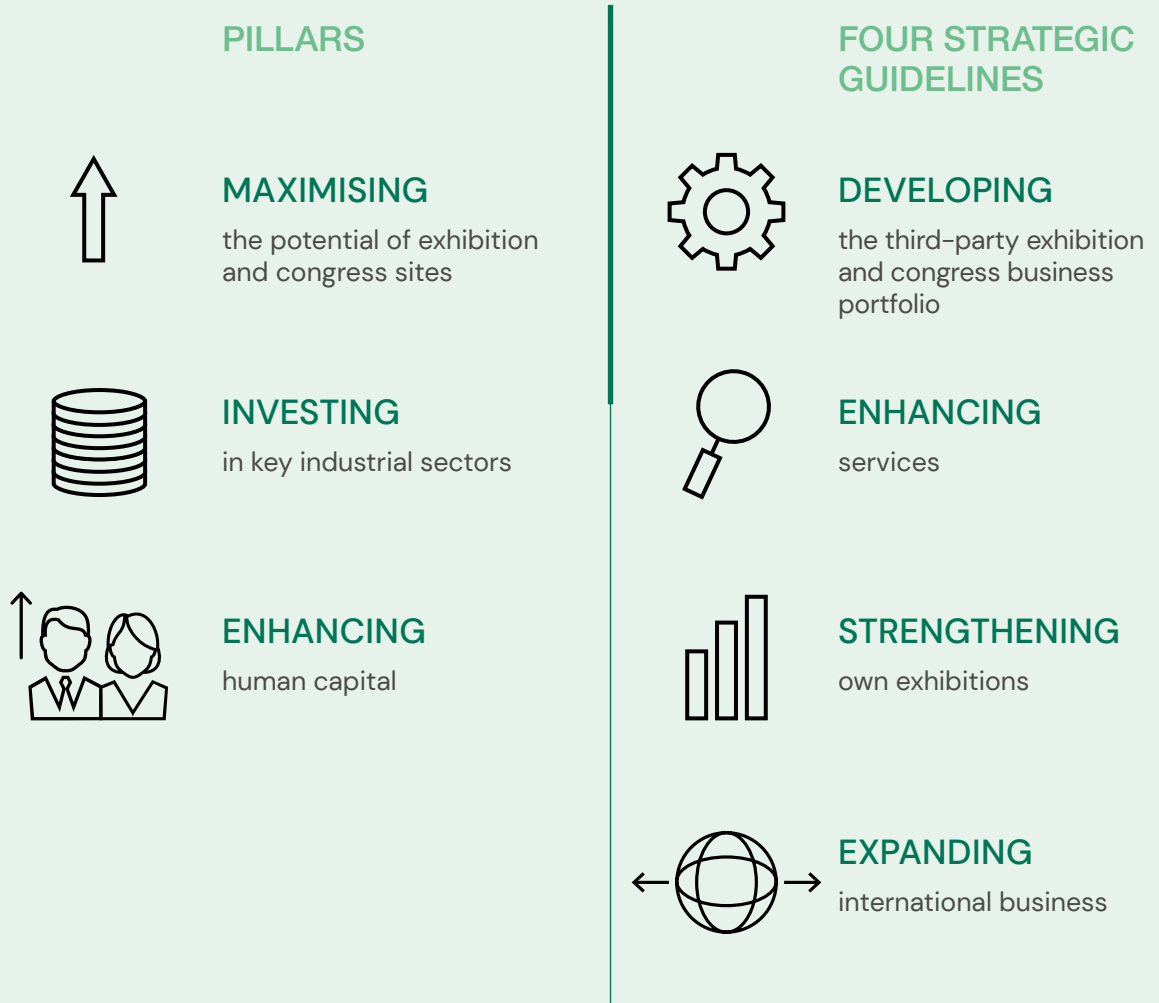 PILLARS
MAXIMISING
the potential of exhibition
and congress sites
INVESTING
in key industrial sectors
ENHANCING
human capital
FOUR STRATEGIC
GUIDELINES
DEVELOPING
the third-party exhibition
and congress business
portfolio
ENHANCING
services
STRENGTHENING
own exhibitions
EXPANDING
international business